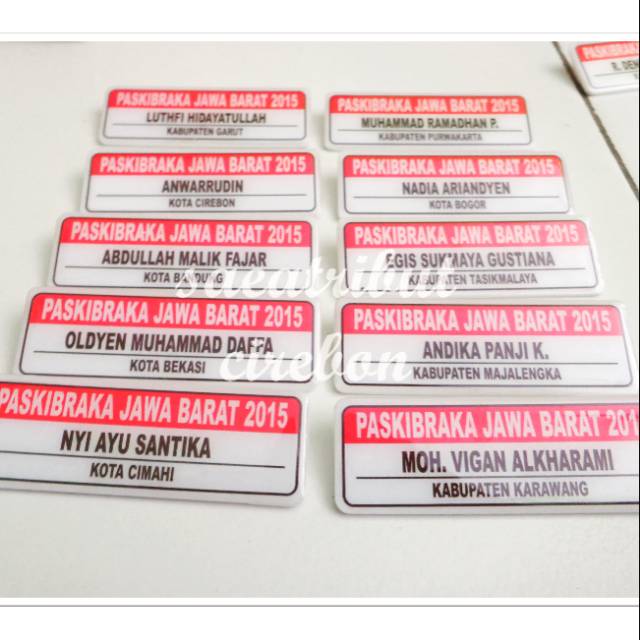 PASKIBRAKA JAWA BARAT 2015
LUTHFI HIDAYATULLAH
KABUPATEN GARUT
PASKIBRAKA JAWA BARAT 2015
MUHAMMAD RAMADHAN P.
KABUPATEN PURWAKARTA
PASKIBRAKA
R. DEN
PASKIBRAKA JAWA BARAT 2015
ANWARRUDIN
KOTA CIREBON
PASKIBRAKA JAWA BARAT 2015
NADIA ARIANDYEN
KOTA BOGOR
PASKIBRAKA JAWA BARAT 2015
ABDULLAH MALIK FAJAR
KOTA BANDUNG
PASKIBRAKA JAWA BARAT 2015
EGIS SUKMAYA GUSTIANA
KABUPATEN TASIKMALAYA
saeatribut
cirebon
PASKIBRAKA JAWA BARAT 2015
OLDYEN MUHAMMAD DAFFA
KOTA BEKASI
PASKIBRAKA JAWA BARAT 2015
ANDIKA PANJI K.
KABUPATEN MAJALENGKA
PASKIBRAKA JAWA BARAT 2015
NYI AYU SANTIKA
KOTA CIMAHI
PASKIBRAKA JAWA BARAT 201
MOH. VIGAN ALKHARAMI
KABUPATEN KARAWANG